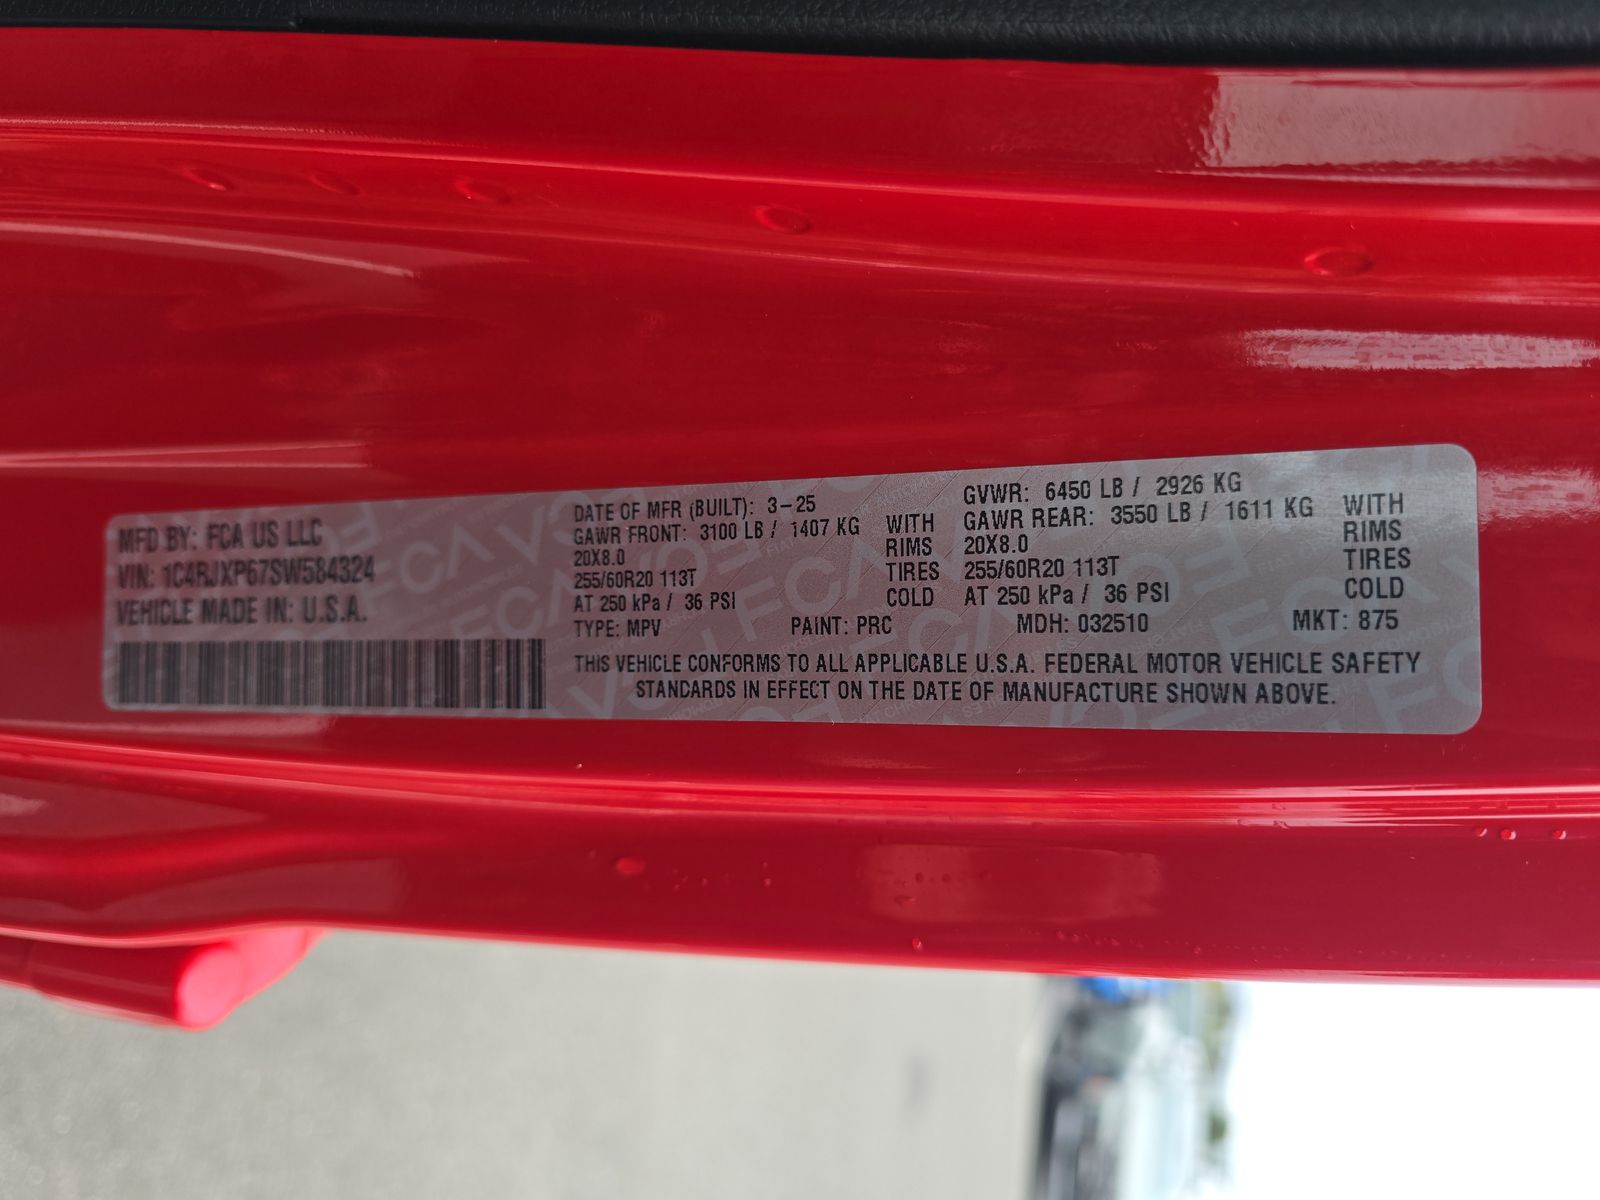 MFD BY: FCA US LLC
VIN: 1C4RJXP67SW584324
VEHICLE MADE IN: U.S.A.
DATE OF MFR (BUILT): 3-25
GAWR FRONT: 3100 LB / 1407 KG WITH
20X8.0 RIMS
255/60R20 113T TIRES
AT 250 kPa / 36 PSI COLD
GVWR: 6450 LB / 2926 KG
GAWR REAR: 3550 LB / 1611 KG WITH
20X8.0 RIMS
255/60R20 113T TIRES
AT 250 kPa / 36 PSI COLD
TYPE: MPV PAINT: PRC MDH: 032510 MKT: 875
THIS VEHICLE CONFORMS TO ALL APPLICABLE U.S.A. FEDERAL MOTOR VEHICLE SAFETY
STANDARDS IN EFFECT ON THE DATE OF MANUFACTURE SHOWN ABOVE.